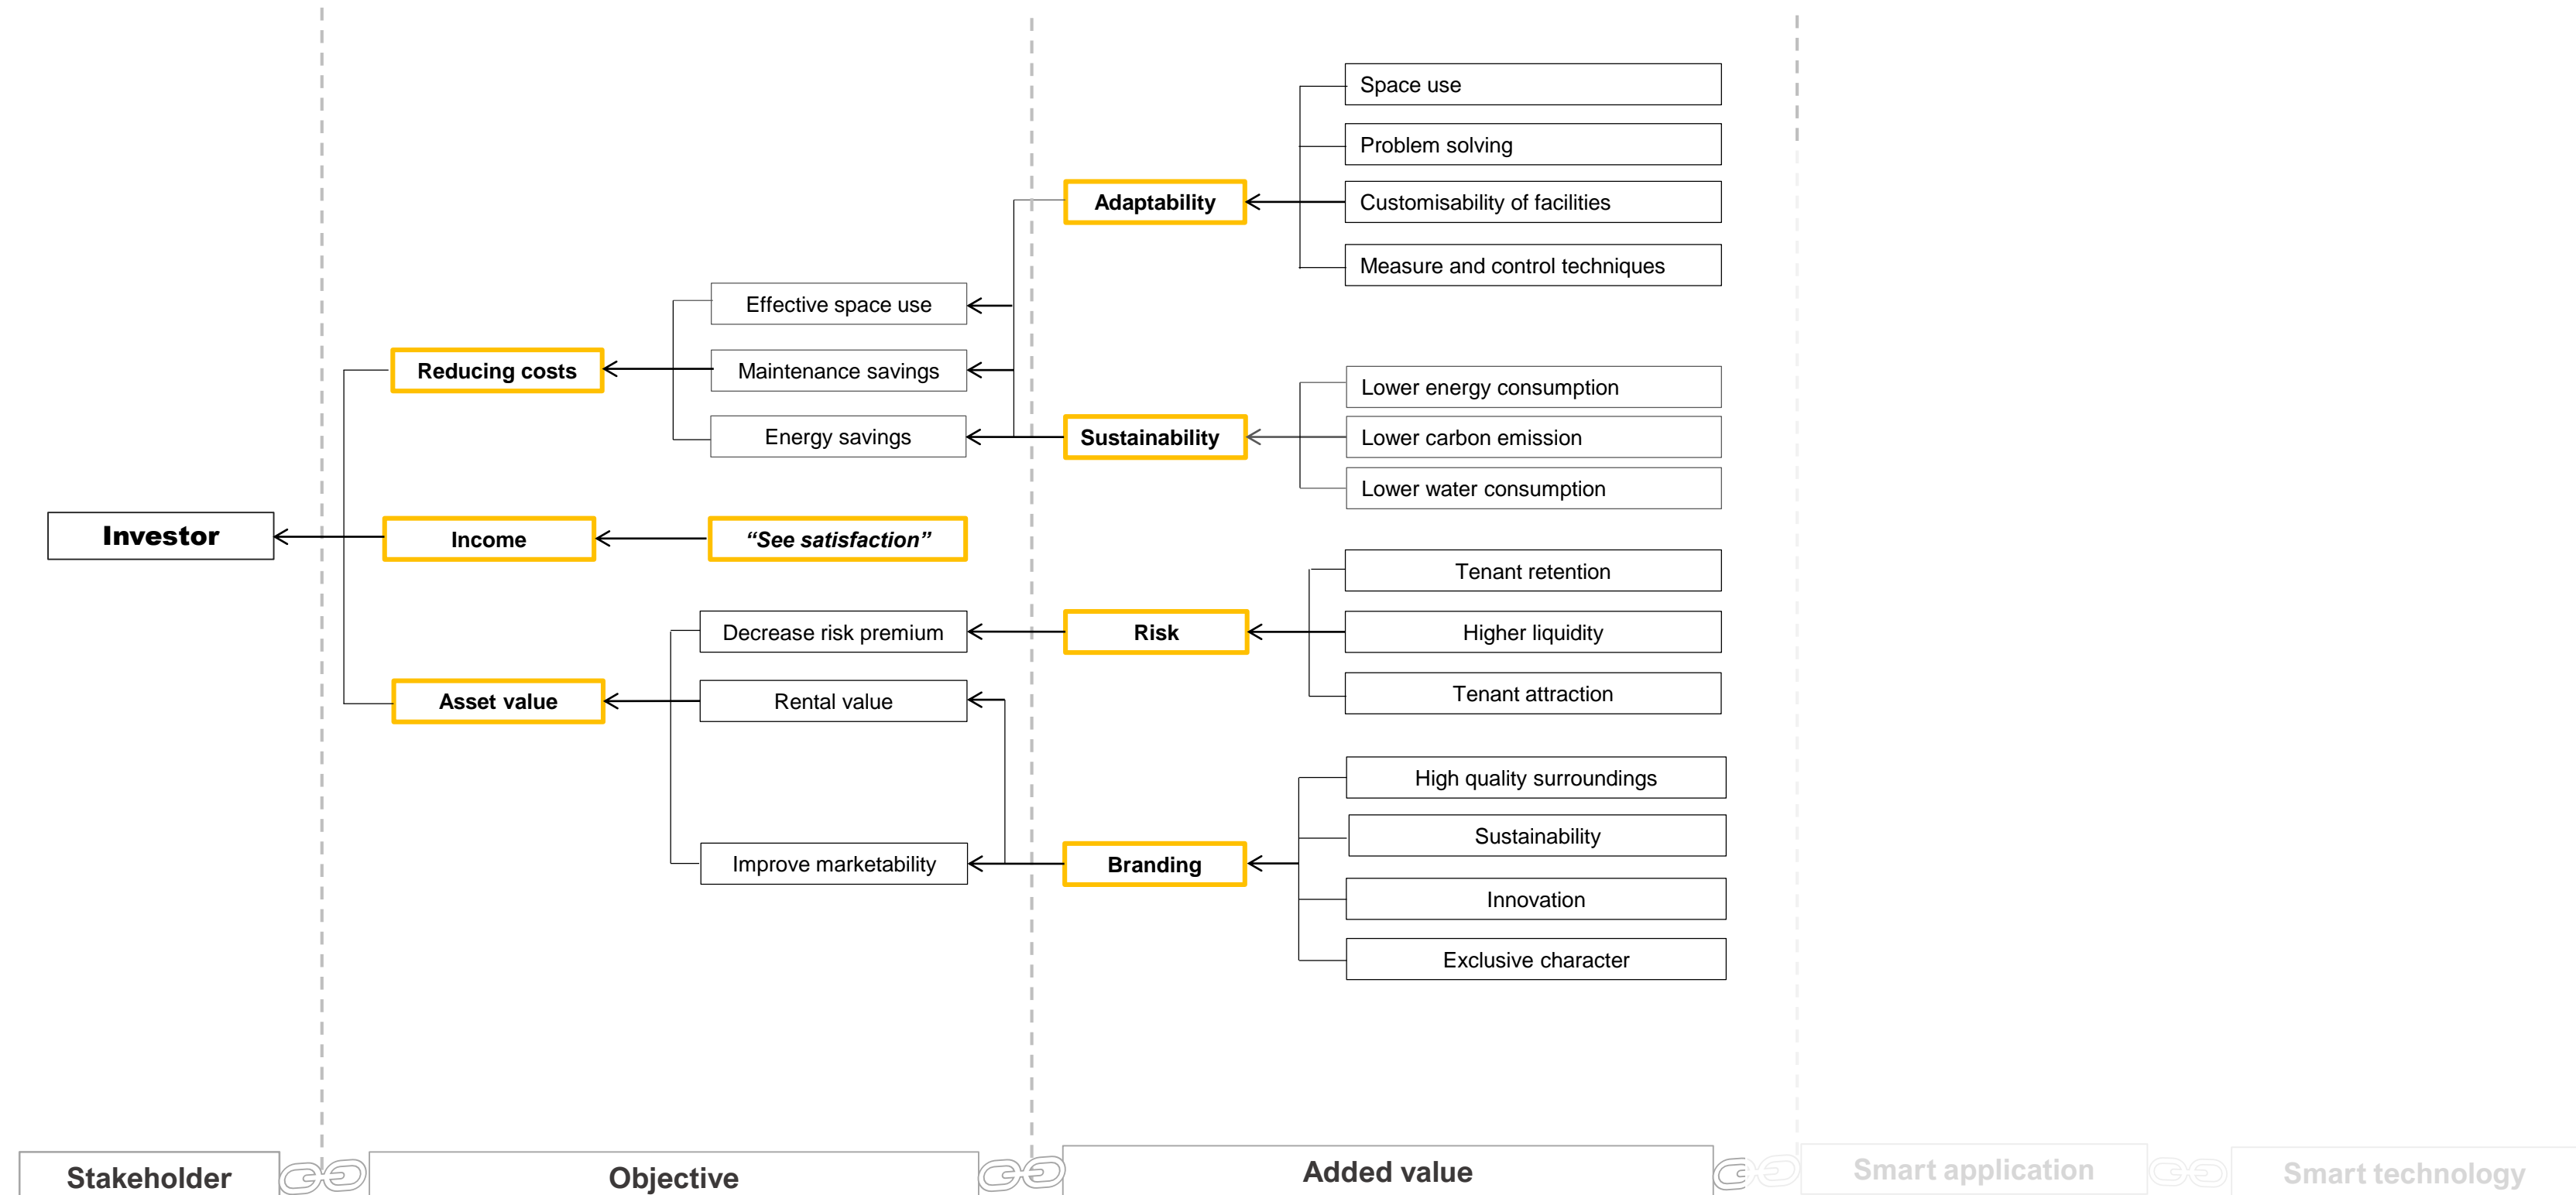 Space use
Problem solving
Adaptability
Customisability of facilities
Measure and control techniques
Effective space use
Reducing costs
Maintenance savings
Lower energy consumption
Energy savings
Sustainability
Lower carbon emission
Lower water consumption
Investor
Income
“See satisfaction”
Tenant retention
Decrease risk premium
Risk
Higher liquidity
Asset value
Rental value
Tenant attraction
High quality surroundings
Sustainability
Improve marketability
Branding
Innovation
Exclusive character
Stakeholder
Objective
Added value
Smart application
Smart technology